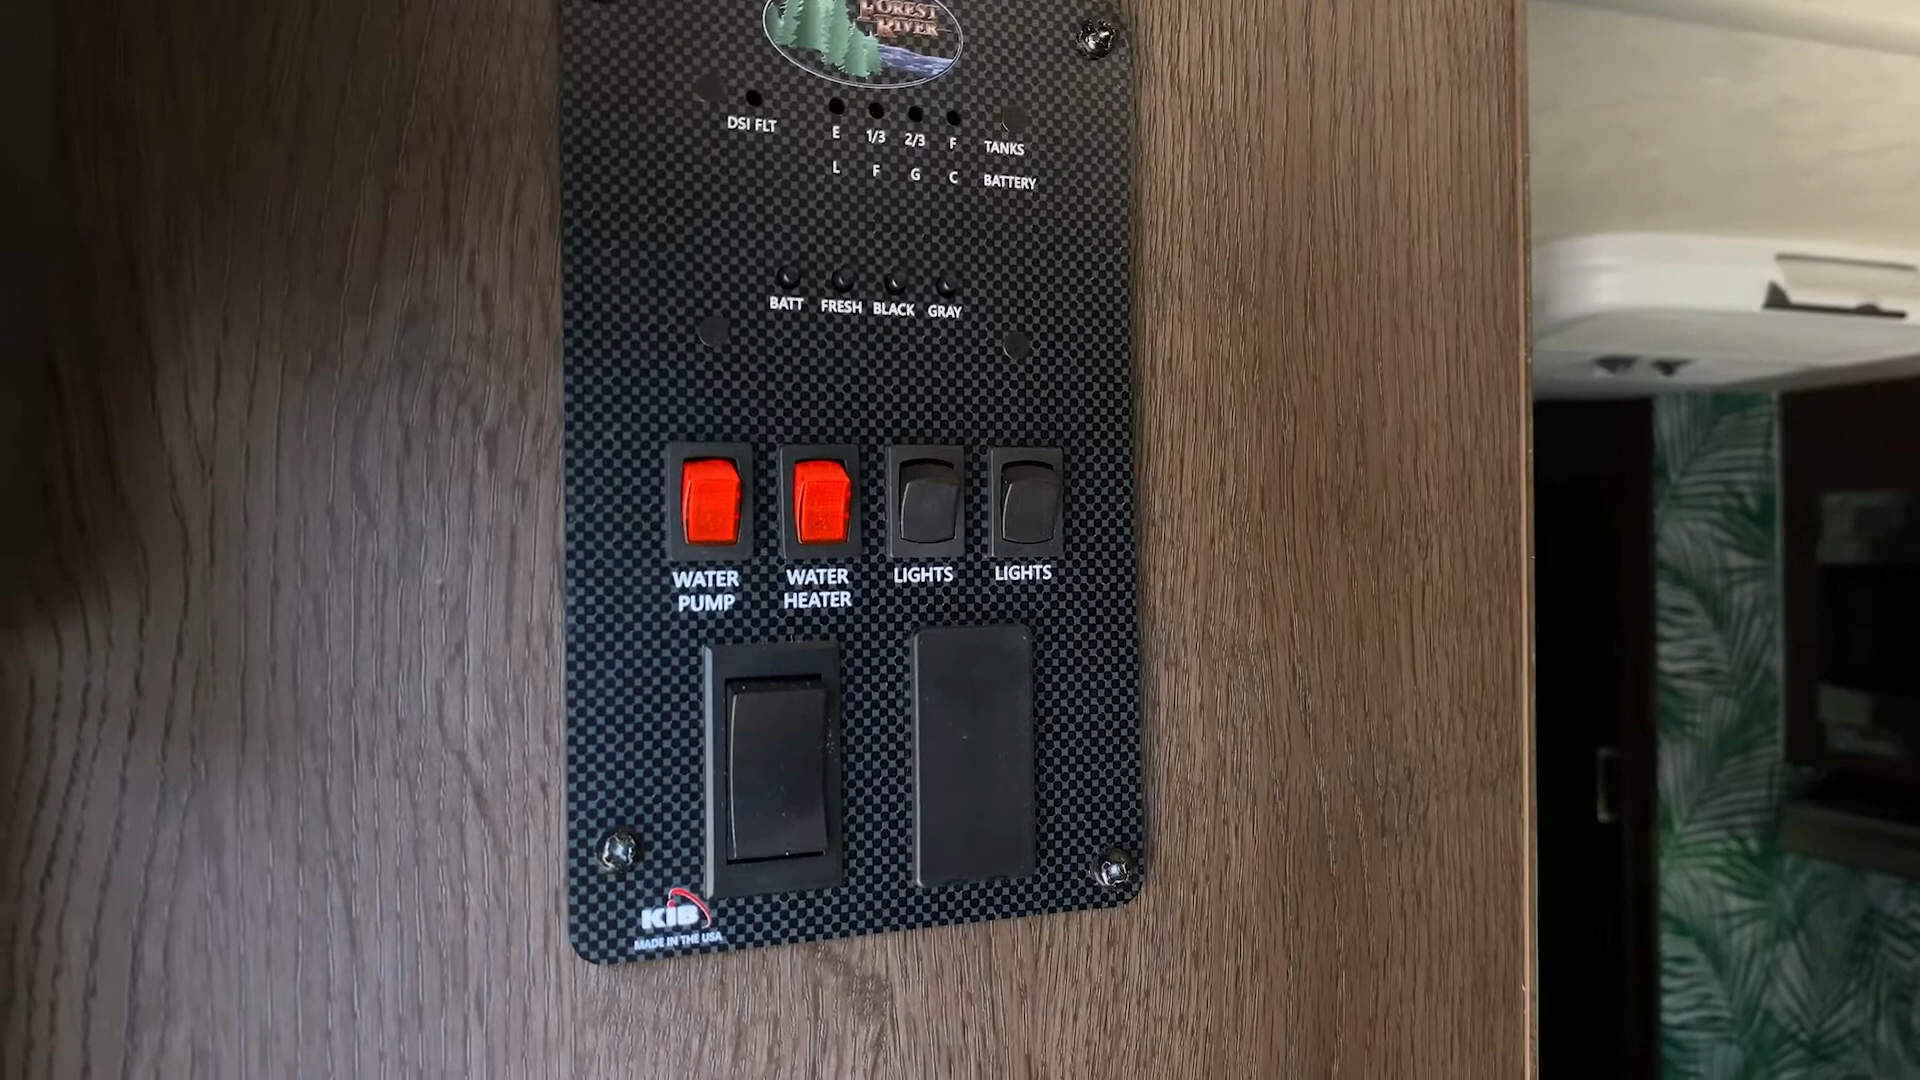 FOREST
RIVER
DSI FLT
E 1/3 2/3 F TANKS
L F G C BATTERY
BATT FRESH BLACK GRAY
WATER PUMP
WATER HEATER
LIGHTS
LIGHTS
KIB
MADE IN THE USA